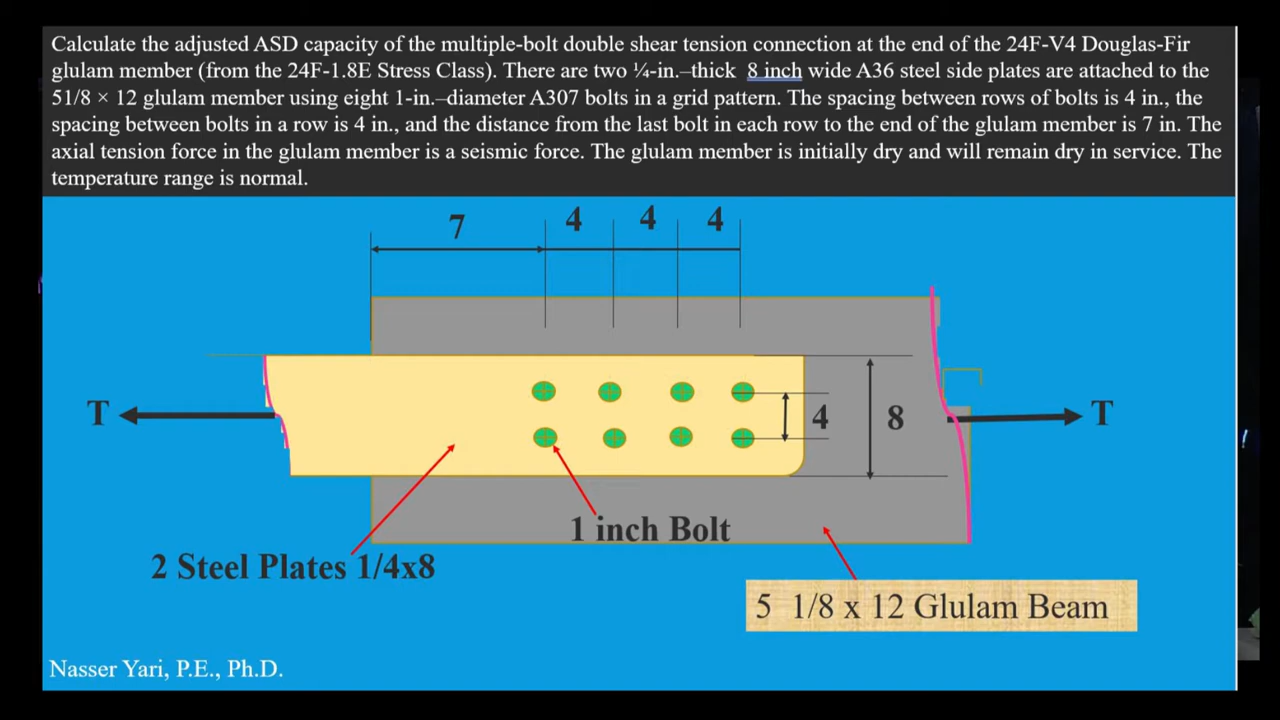 Calculate the adjusted ASD capacity of the multiple-bolt double shear tension connection at the end of the 24F-V4 Douglas-Fir
glulam member (from the 24F-1.8E Stress Class). There are two ¼-in.–thick 8 inch wide A36 steel side plates are attached to the
51/8 × 12 glulam member using eight 1-in.–diameter A307 bolts in a grid pattern. The spacing between rows of bolts is 4 in., the
spacing between bolts in a row is 4 in., and the distance from the last bolt in each row to the end of the glulam member is 7 in. The
axial tension force in the glulam member is a seismic force. The glulam member is initially dry and will remain dry in service. The
temperature range is normal.
7 4 4 4
T 4 8 T
1 inch Bolt
2 Steel Plates 1/4x8
5 1/8 x 12 Glulam Beam
Nasser Yari, P.E., Ph.D.